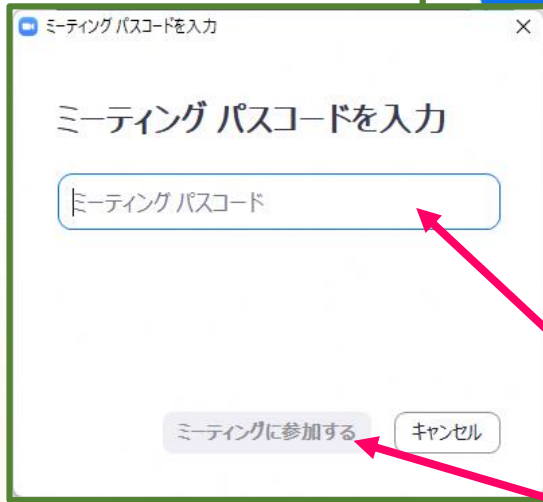 ミーティング パスコードを入力
ミーティング パスコードを入力
ミーティング パスコード
ミーティングに参加する
キャンセル